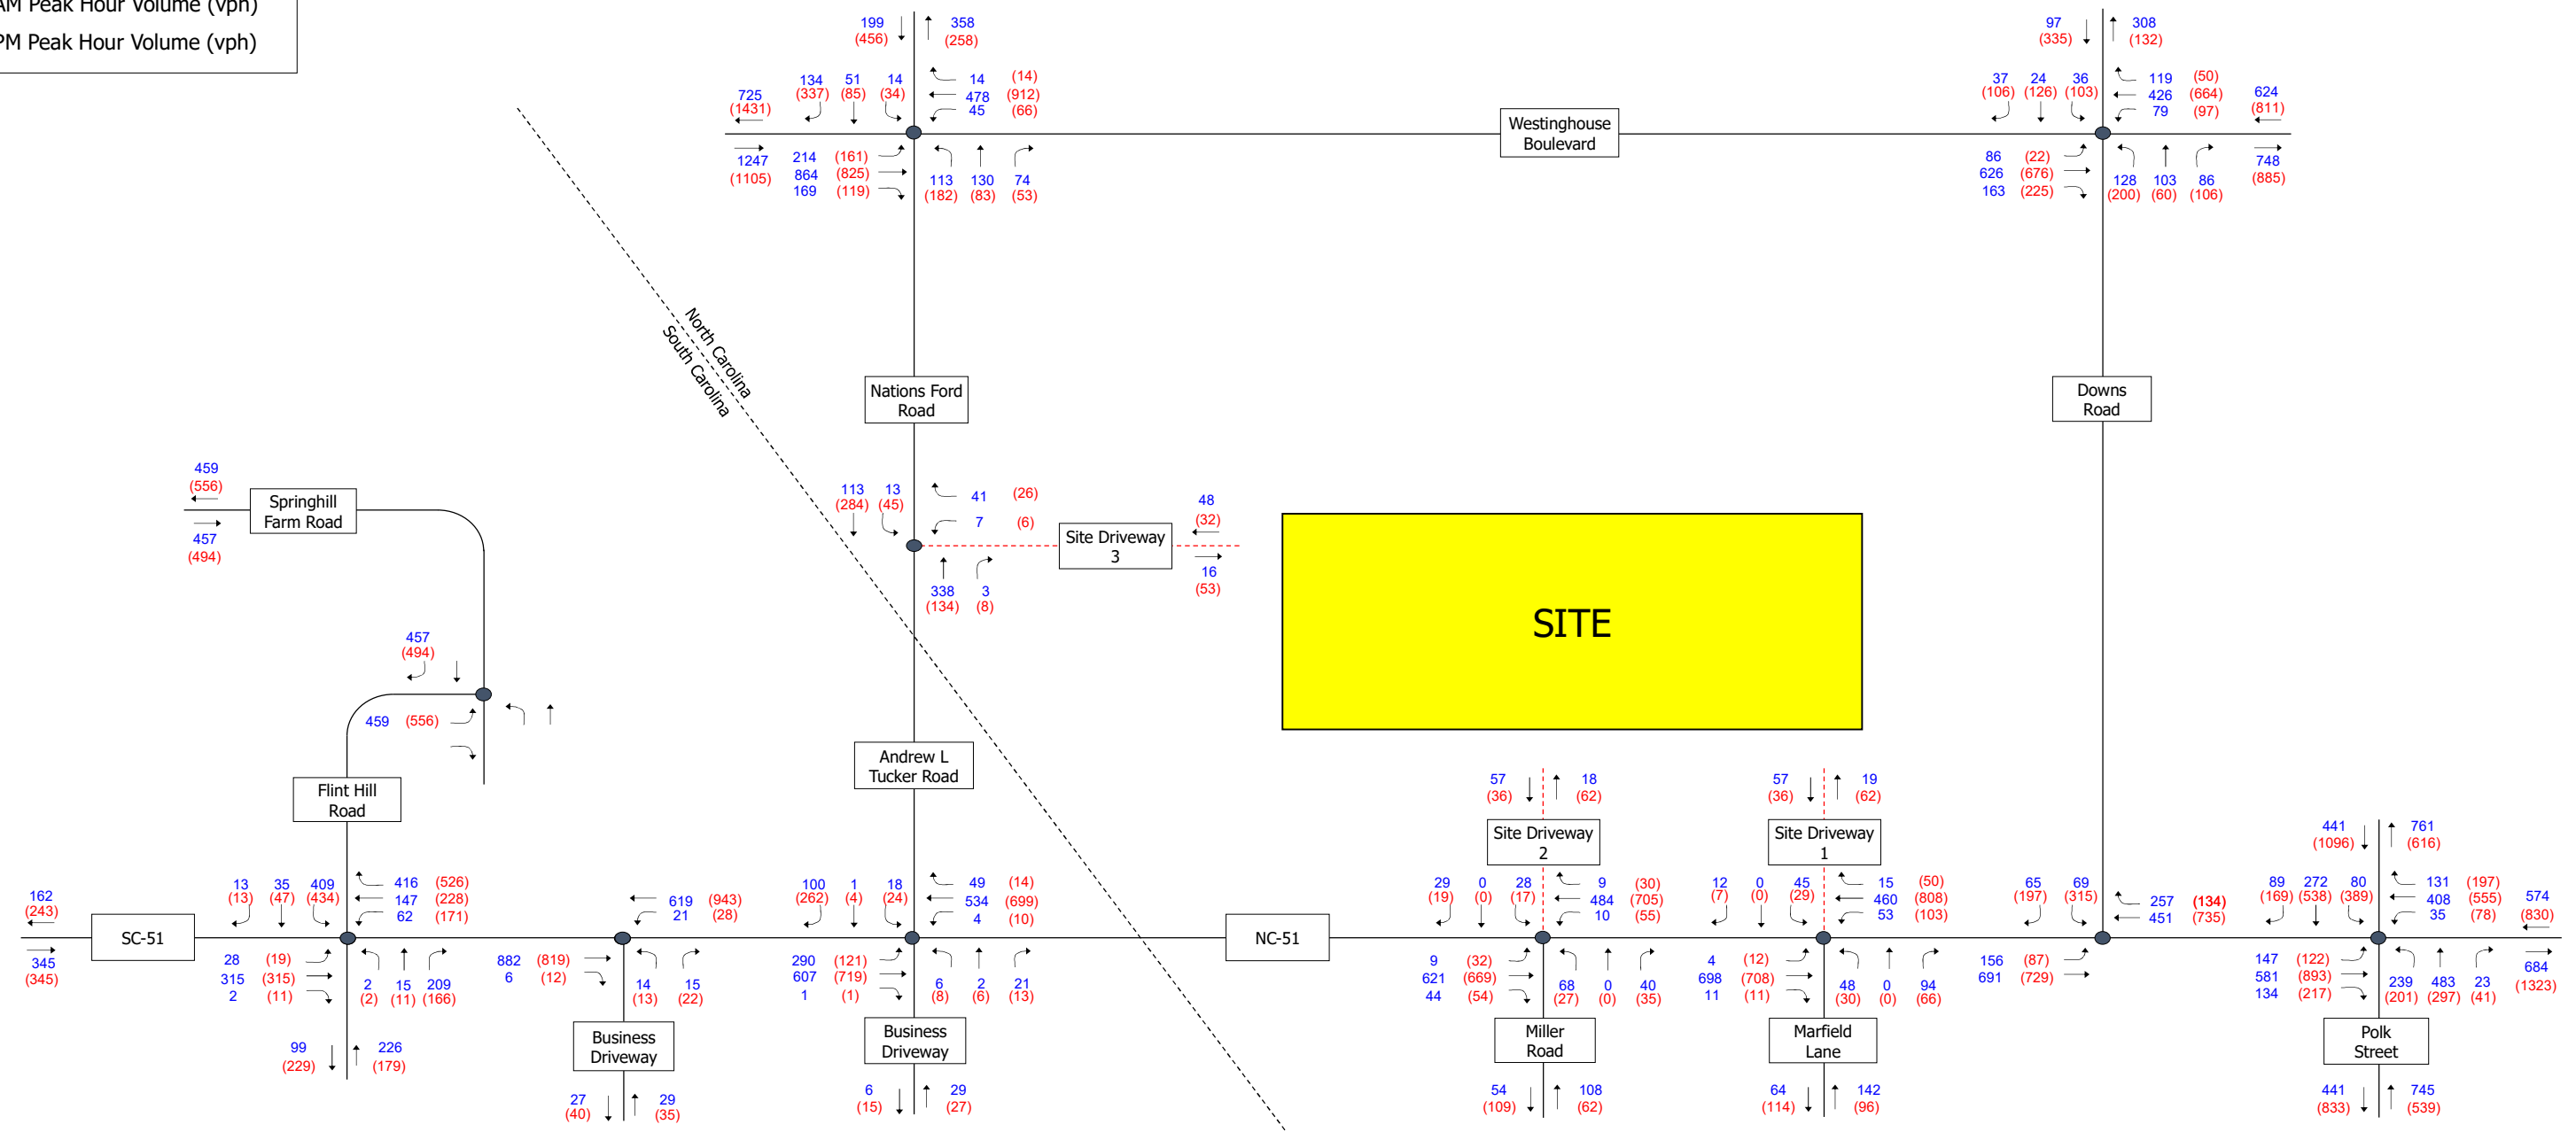 AM Peak Hour Volume (vph)
PM Peak Hour Volume (vph)
199 358
(456) (258)
134 51 14
(337) (85) (34)
14 (14)
478 (912)
45 (66)
725
(1431)
1247
(1105)
214 (161)
864 (825)
169 (119)
113 130 74
(182) (83) (53)
Westinghouse
Boulevard
97 308
(335) (132)
37 24 36
(106) (126) (103)
119 (50)
426 (664)
79 (97)
624
(811)
748
(885)
86 (22)
626 (676)
163 (225)
128 103 86
(200) (60) (106)
North Carolina
South Carolina
Nations Ford
Road
Downs
Road
459
(556)
Springhill
Farm Road
457
(494)
113 13
(284) (45)
41 (26)
7 (6)
48
(32)
Site Driveway
3
16
(53)
338 3
(134) (8)
SITE
457
(494)
459 (556)
Andrew L
Tucker Road
Flint Hill
Road
57 18
(36) (62)
Site Driveway
2
57 19
(36) (62)
Site Driveway
1
441 761
(1096) (616)
162
(243)
SC-51
345
(345)
13 35 409
(13) (47) (434)
416 (526)
147 (228)
62 (171)
28 (19)
315 (315)
2 (11)
2 15 209
(2) (11) (166)
99 226
(229) (179)
619 (943)
21 (28)
882 (819)
6 (12)
14 15
(13) (22)
Business
Driveway
27 29
(40) (35)
100 1 18
(262) (4) (24)
49 (14)
534 (699)
4 (10)
290 (121)
607 (719)
1 (1)
6 2 21
(8) (6) (13)
Business
Driveway
6 29
(15) (27)
NC-51
29 0 28
(19) (0) (17)
9 (30)
484 (705)
10 (55)
9 (32)
621 (669)
44 (54)
68 0 40
(27) (0) (35)
Miller
Road
54 108
(109) (62)
12 0 45
(7) (0) (29)
15 (50)
460 (808)
53 (103)
4 (12)
698 (708)
11 (11)
48 0 94
(30) (0) (66)
Marfield
Lane
64 142
(114) (96)
65 69
(197) (315)
257 (134)
451 (735)
156 (87)
691 (729)
89 272 80
(169) (538) (389)
131 (197)
408 (555)
35 (78)
574
(830)
684
(1323)
147 (122)
581 (893)
134 (217)
239 483 23
(201) (297) (41)
Polk
Street
441 745
(833) (539)